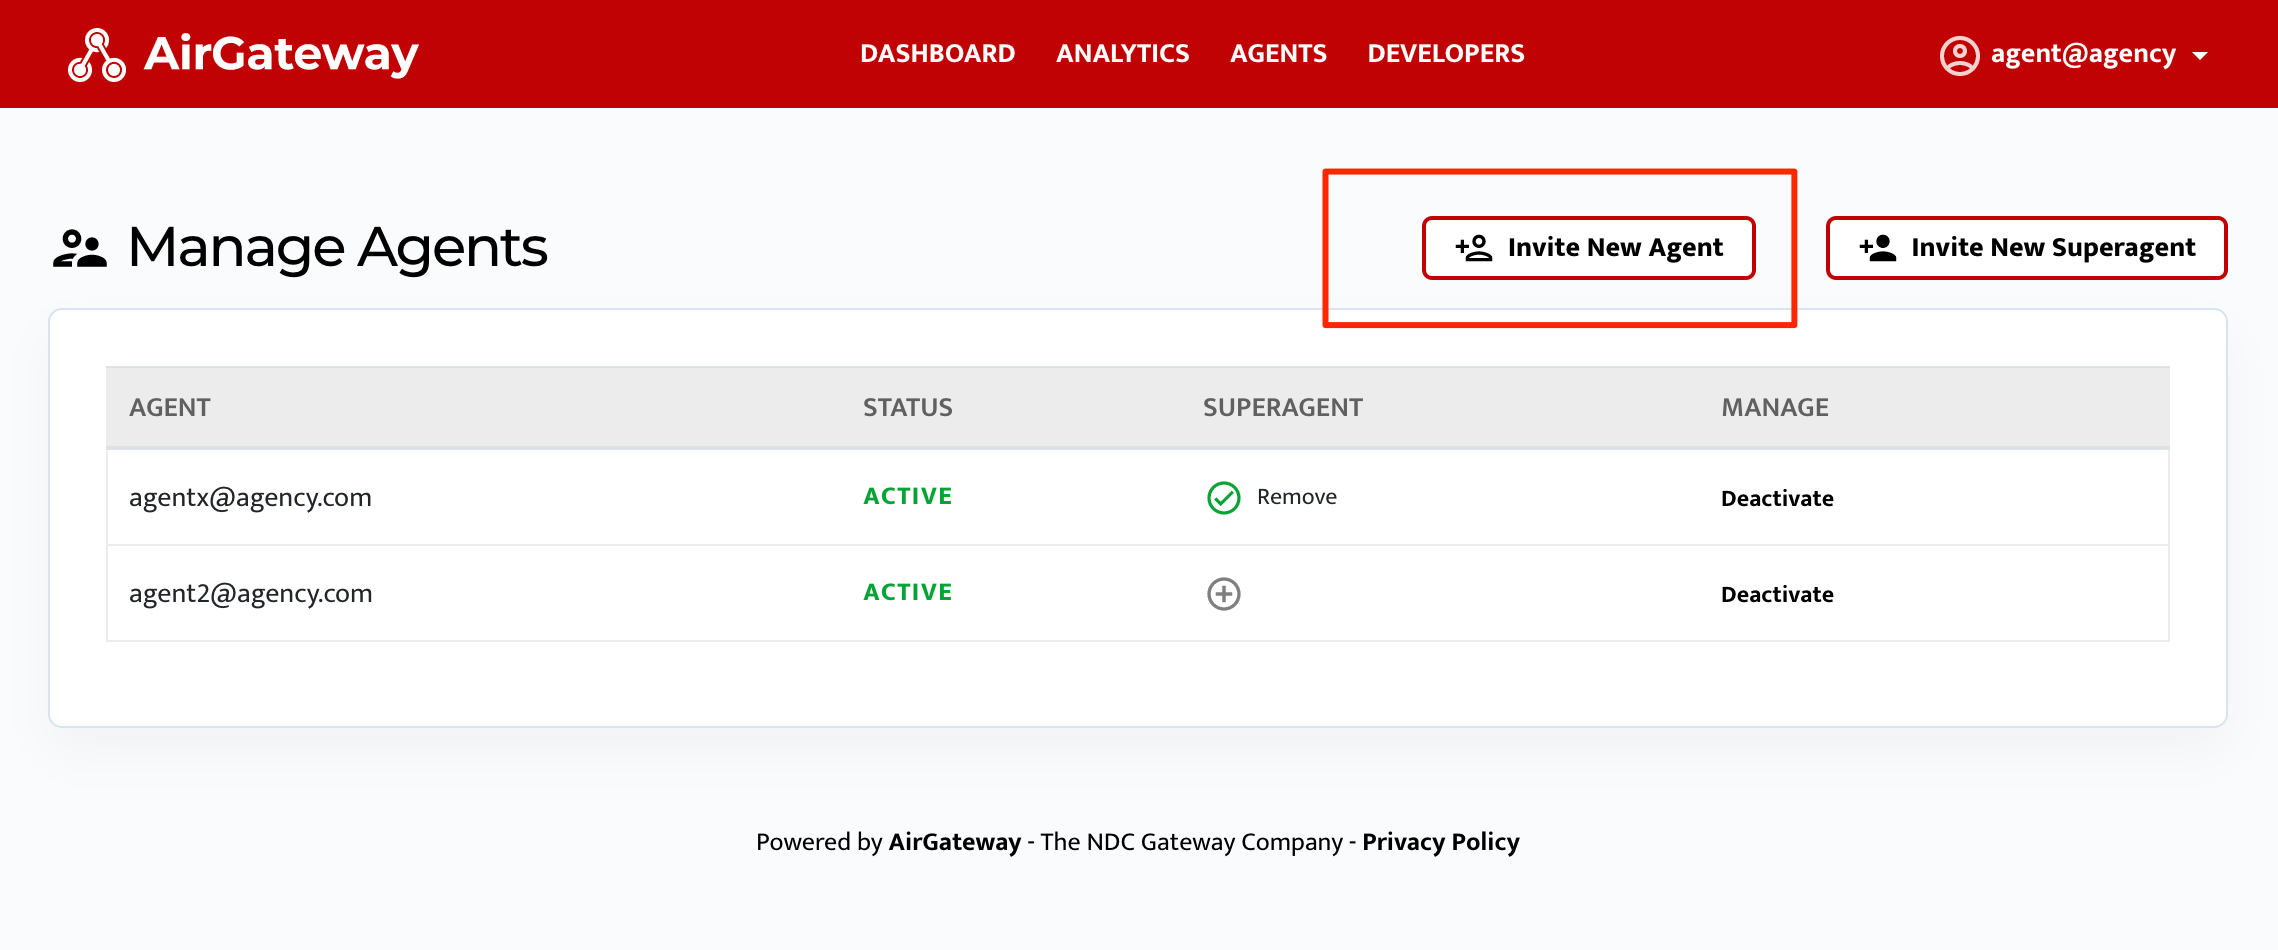 AirGateway
DASHBOARD ANALYTICS AGENTS DEVELOPERS
agent@agency
Manage Agents
Invite New Agent
Invite New Superagent
AGENT STATUS SUPERAGENT MANAGE
agentx@agency.com ACTIVE Remove Deactivate
agent2@agency.com ACTIVE Deactivate
Powered by AirGateway - The NDC Gateway Company - Privacy Policy